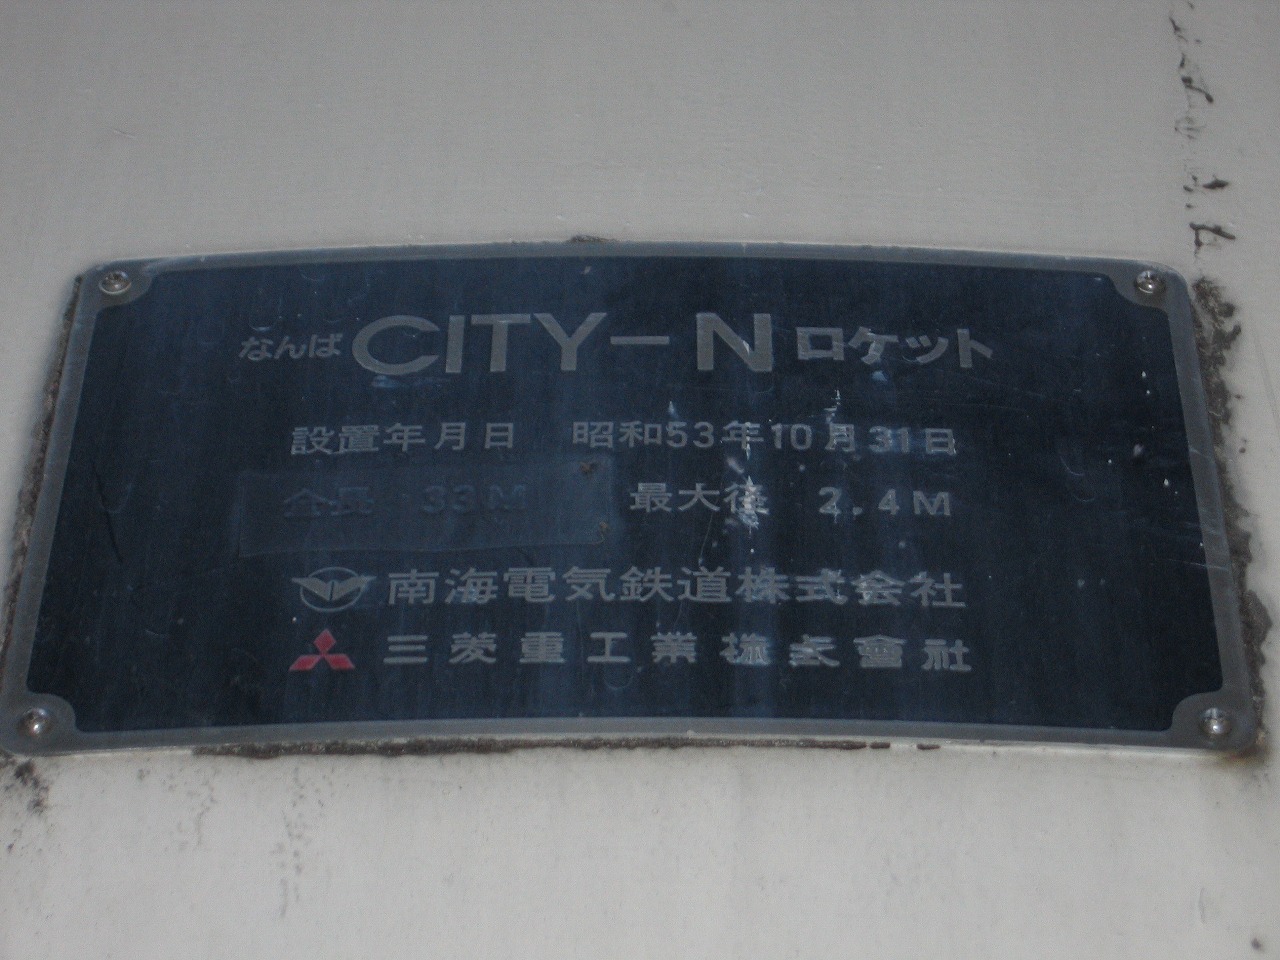 なんば CITY-N ロケット
設置年月日 昭和53年10月31日
全長 33M 最大径 2.4M
南海電気鉄道株式会社
三菱重工業株式會社